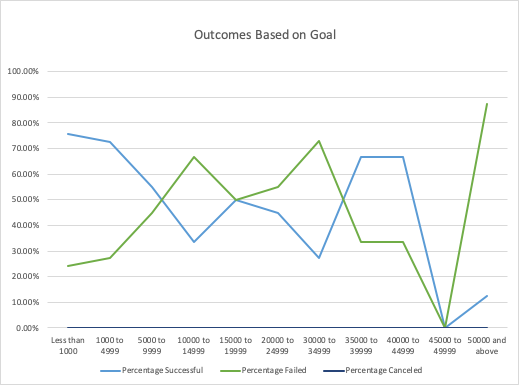 Outcomes Based on Goal
100.00%
90.00%
80.00%
70.00%
60.00%
50.00%
40.00%
30.00%
20.00%
10.00%
0.00%
Less than 1000 to 5000 to 10000 to 15000 to 20000 to 30000 to 35000 to 40000 to 45000 to 50000 and
1000 4999 9999 14999 19999 24999 34999 39999 44999 49999 above
Percentage Successful Percentage Failed Percentage Canceled